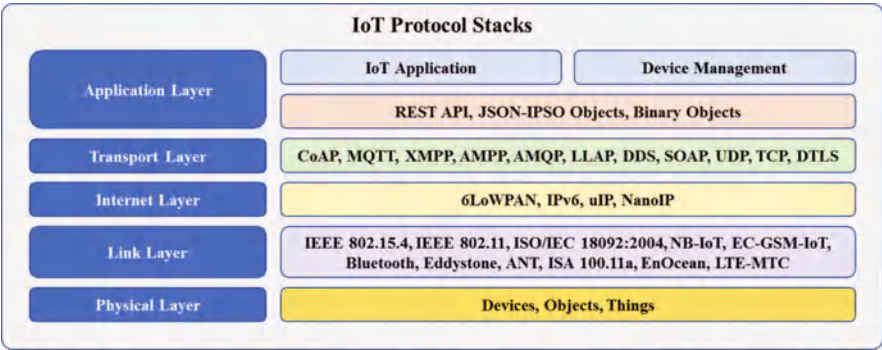 IoT Protocol Stacks
Application Layer
IoT Application
Device Management
REST API, JSON-IPSO Objects, Binary Objects
Transport Layer
CoAP, MQTT, XMPP, AMPP, AMQP, LLAP, DDS, SOAP, UDP, TCP, DTLS
Internet Layer
6LoWPAN, IPv6, uIP, NanoIP
Link Layer
IEEE 802.15.4, IEEE 802.11, ISO/IEC 18092:2004, NB-IoT, EC-GSM-IoT,
Bluetooth, Eddystone, ANT, ISA 100.11a, EnOcean, LTE-MTC
Physical Layer
Devices, Objects, Things